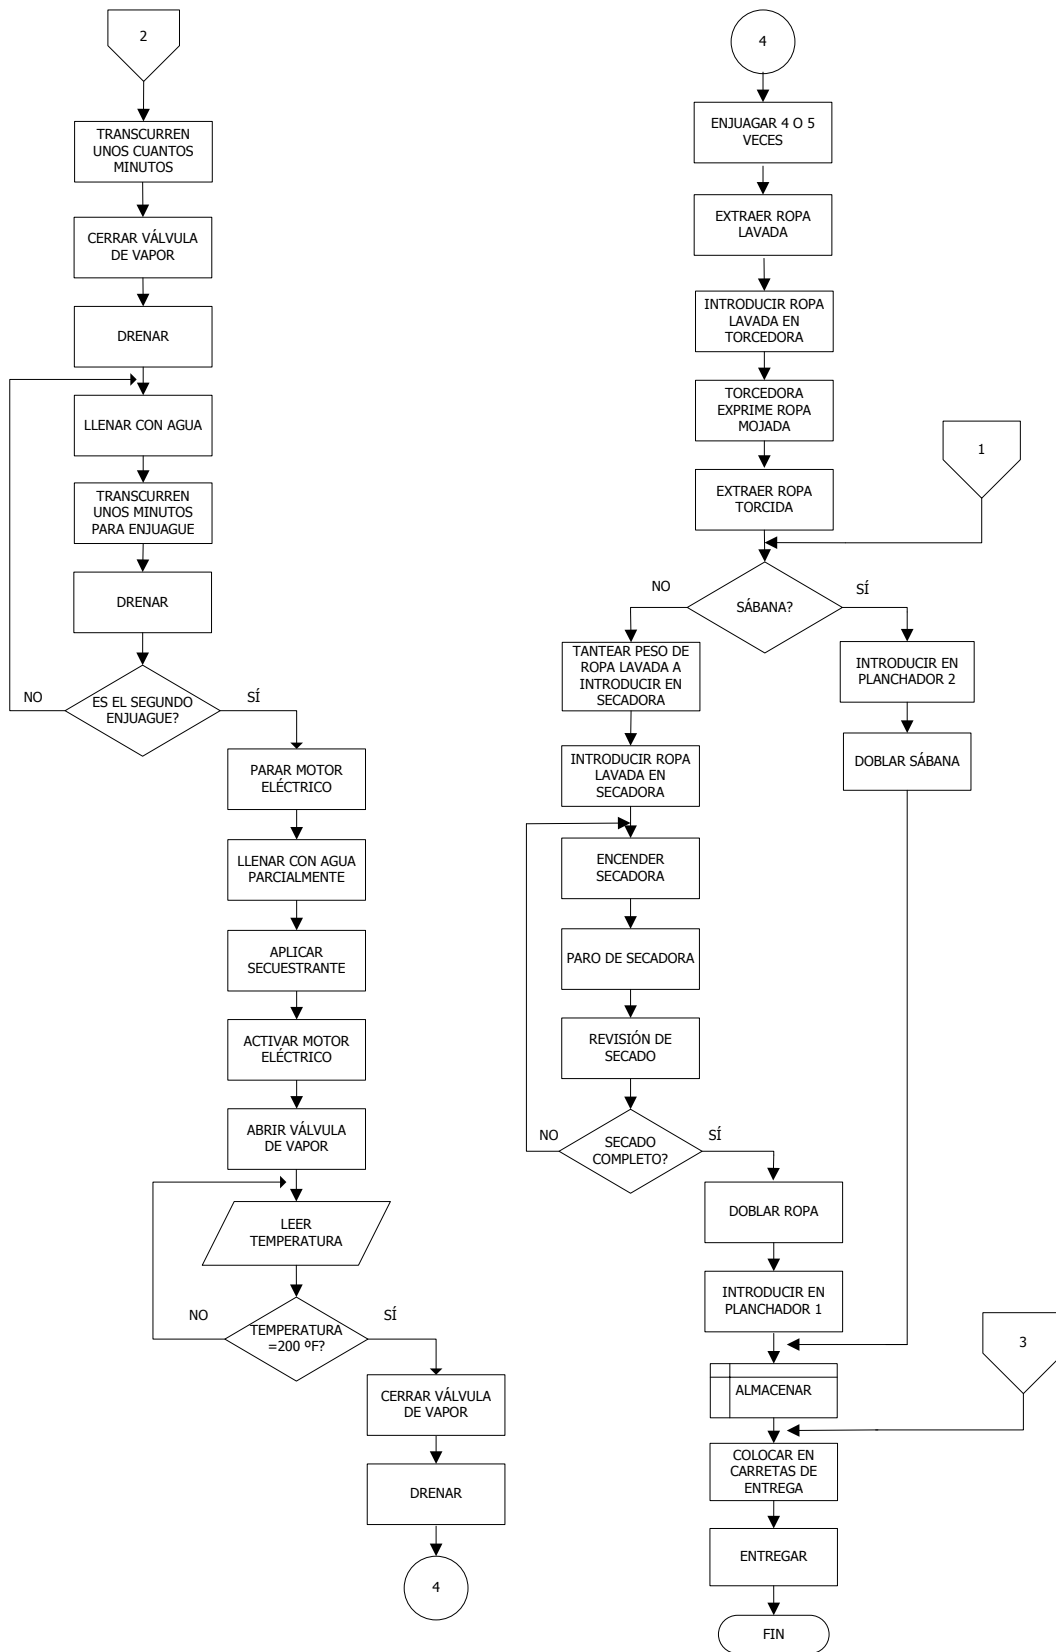 2
TRANSCURREN
UNOS CUANTOS
MINUTOS
CERRAR VÁLVULA
DE VAPOR
DRENAR
LLENAR CON AGUA
TRANSCURREN
UNOS MINUTOS
PARA ENJUAGUE
DRENAR
NO
ES EL SEGUNDO
ENJUAGUE?
SÍ
PARAR MOTOR
ELÉCTRICO
LLENAR CON AGUA
PARCIALMENTE
APLICAR
SECUESTRANTE
ACTIVAR MOTOR
ELÉCTRICO
ABRIR VÁLVULA
DE VAPOR
LEER
TEMPERATURA
NO
TEMPERATURA
=200 ºF?
SÍ
CERRAR VÁLVULA
DE VAPOR
DRENAR
4
4
ENJUAGAR 4 O 5
VECES
EXTRAER ROPA
LAVADA
INTRODUCIR ROPA
LAVADA EN
TORCEDORA
TORCEDORA
EXPRIME ROPA
MOJADA
EXTRAER ROPA
TORCIDA
1
NO
SÁBANA?
SÍ
TANTEAR PESO DE
ROPA LAVADA A
INTRODUCIR EN
SECADORA
INTRODUCIR EN
PLANCHADOR 2
DOBLAR SÁBANA
INTRODUCIR ROPA
LAVADA EN
SECADORA
ENCENDER
SECADORA
PARO DE SECADORA
REVISIÓN DE
SECADO
NO
SECADO
COMPLETO?
SÍ
DOBLAR ROPA
INTRODUCIR EN
PLANCHADOR 1
3
ALMACENAR
COLOCAR EN
CARRETAS DE
ENTREGA
ENTREGAR
FIN